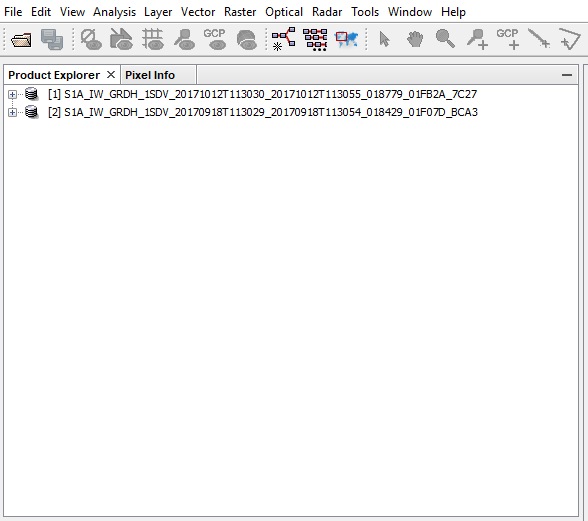 File Edit View Analysis Layer Vector Raster Optical Radar Tools Window Help
GCP GCP
Product Explorer Pixel Info
[1] S1A_IW_GRDH_1SDV_20171012T113030_20171012T113055_018779_01FB2A_7C27
[2] S1A_IW_GRDH_1SDV_20170918T113029_20170918T113054_018429_01F07D_BCA3